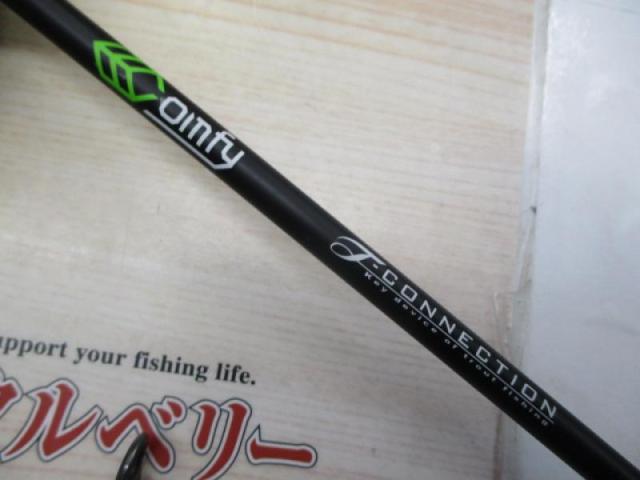 Comfy
T-CONNECTION
Key device of trout fishing
upport your fishing life.
ルベリー